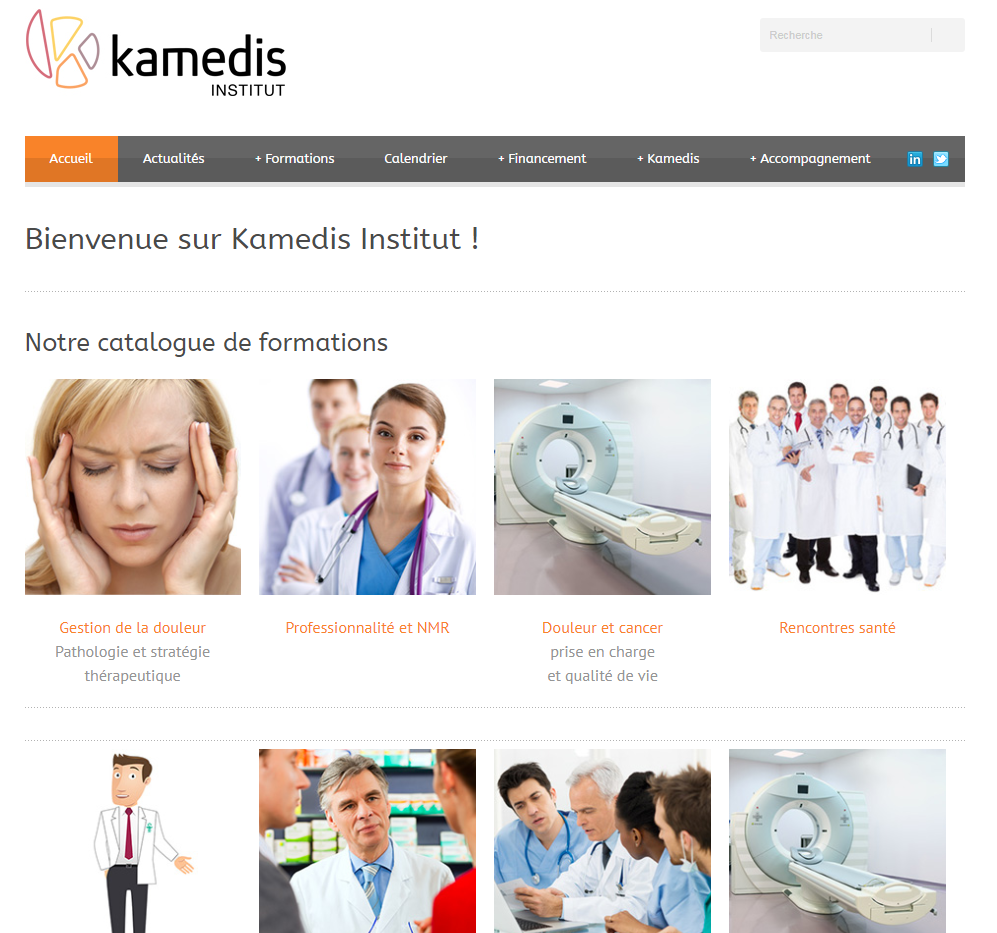 kamedis
INSTITUT
Recherche
Accueil
Actualités
+ Formations
Calendrier
+ Financement
+ Kamedis
+ Accompagnement
in
Bienvenue sur Kamedis Institut !
Notre catalogue de formations
Gestion de la douleur
Pathologie et stratégie
thérapeutique
Professionnalité et NMR
Douleur et cancer
prise en charge
et qualité de vie
Rencontres santé